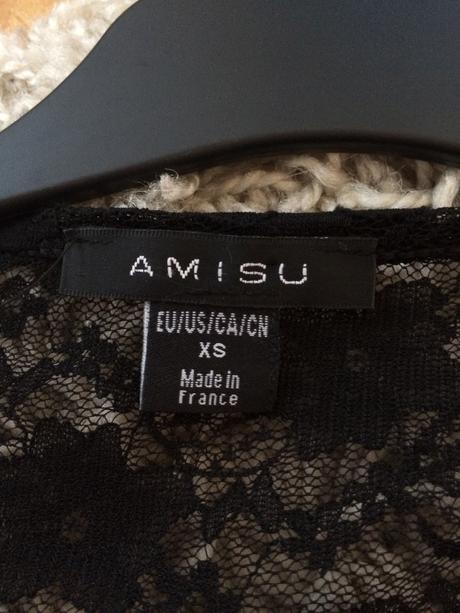 AMISU
EU/US/CA/CN
XS
Made in
France